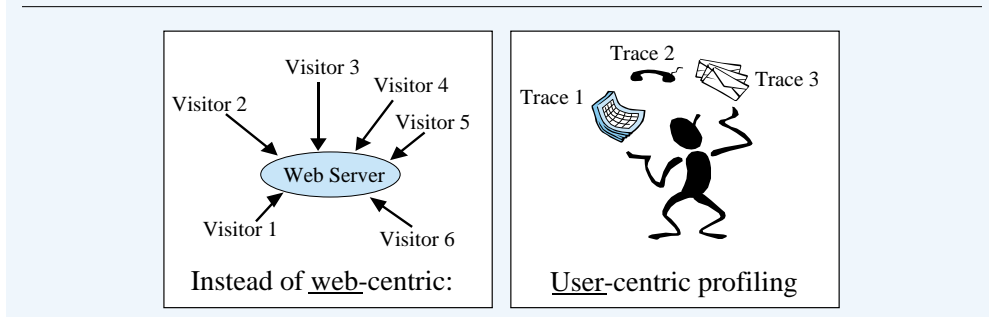 Visitor 3
Visitor 4
Visitor 2
Visitor 5
Web Server
Visitor 1
Visitor 6
Instead of web-centric:
Trace 2
Trace 3
Trace 1
User-centric profiling